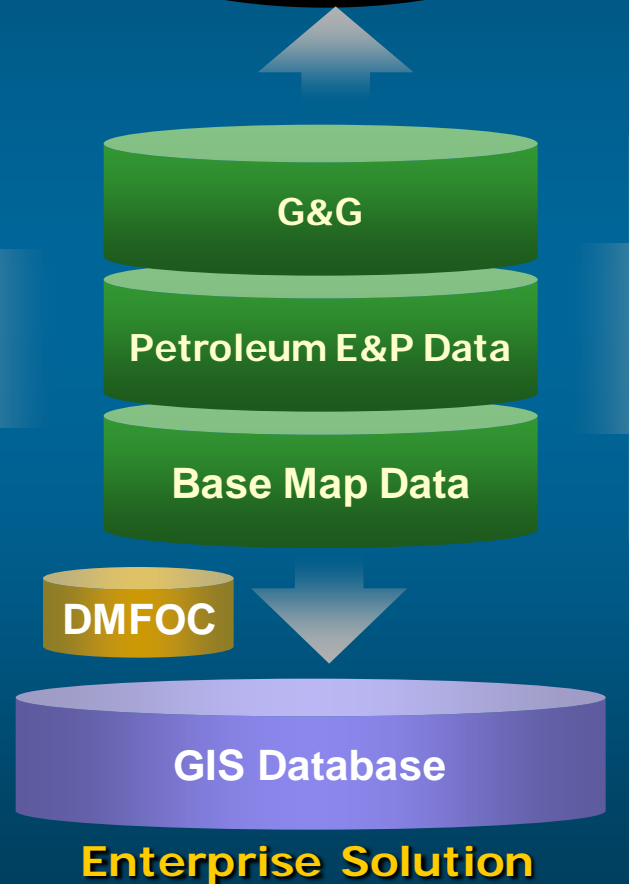 G&G
Petroleum E&P Data
Base Map Data
DMFOC
GIS Database
Enterprise Solution